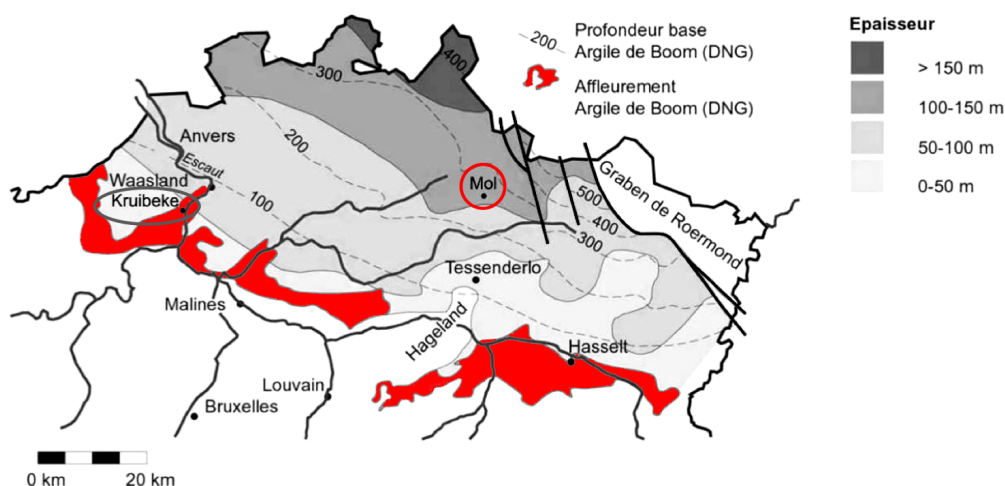 200
Profondeur base
Argile de Boom (DNG)
Affleurement
Argile de Boom (DNG)
Epaisseur
> 150 m
100-150 m
50-100 m
0-50 m
400
300
200
100
Anvers
Escaut
Waasland
Kruibeke
Mol
500
400
300
Graben de Roermond
Tessenderlo
Malines
Hageland
Hasselt
Louvain
Bruxelles
0 km 20 km